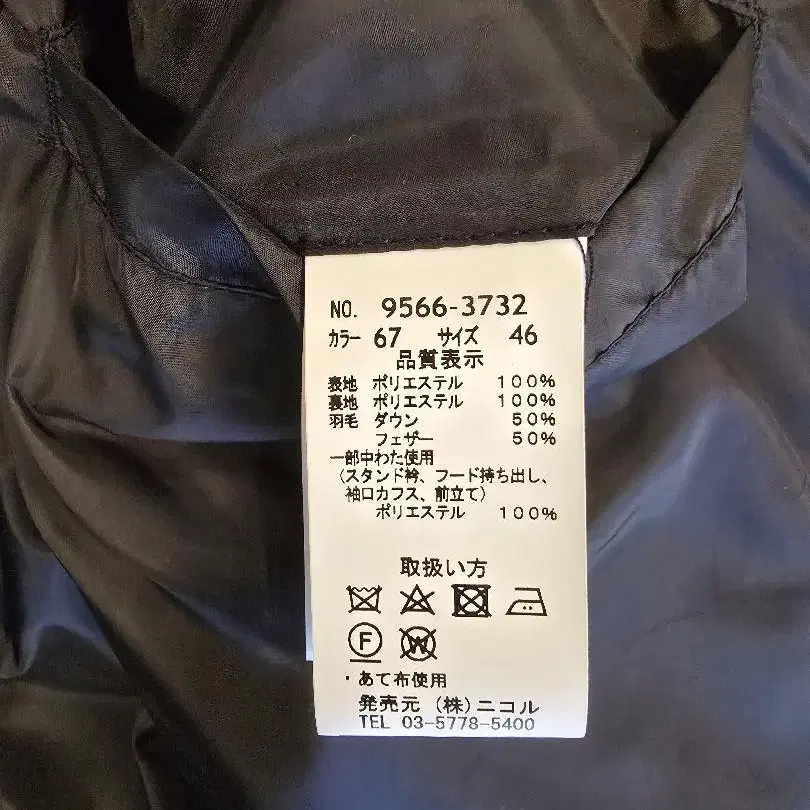 NO. 9566-3732
カラー 67 サイズ 46
品質表示
表地 ポリエステル 100%
裏地 ポリエステル 100%
羽毛 ダウン 50%
フェザー 50%
一部中わた使用
(スタンド衿、フード持ち出し、
袖口カフス、前立て)
ポリエステル 100%
取扱い方
F W
・あて布使用
発売元 (株)ニコル
TEL 03-5778-5400